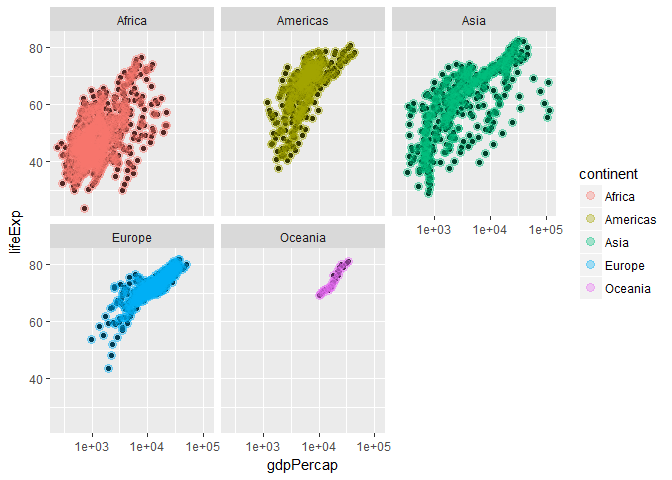 Africa
Americas
Asia
80
60
40
1e+03
1e+04
1e+05
lifeExp
Europe
Oceania
80
60
40
1e+03
1e+04
1e+05
1e+03
1e+04
1e+05
gdpPercap
continent
Africa
Americas
Asia
Europe
Oceania